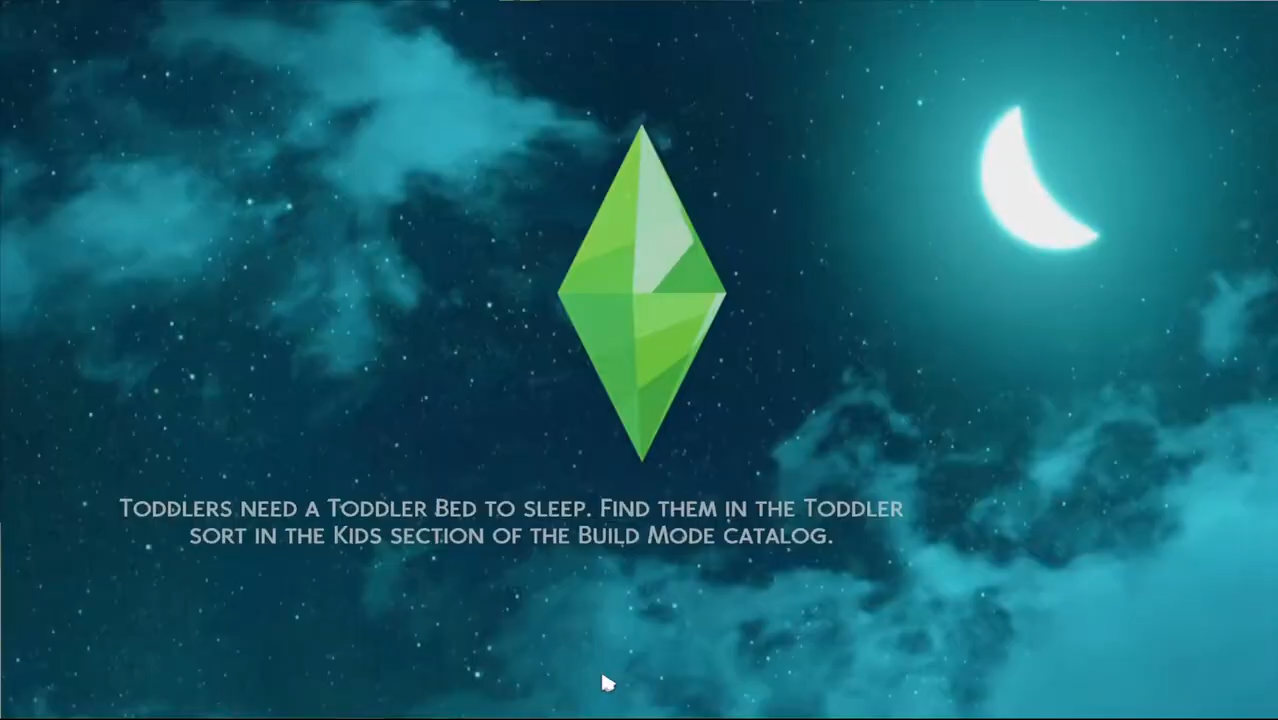 Toddlers need a Toddler Bed to sleep. Find them in the Toddler
sort in the Kids section of the Build Mode catalog.